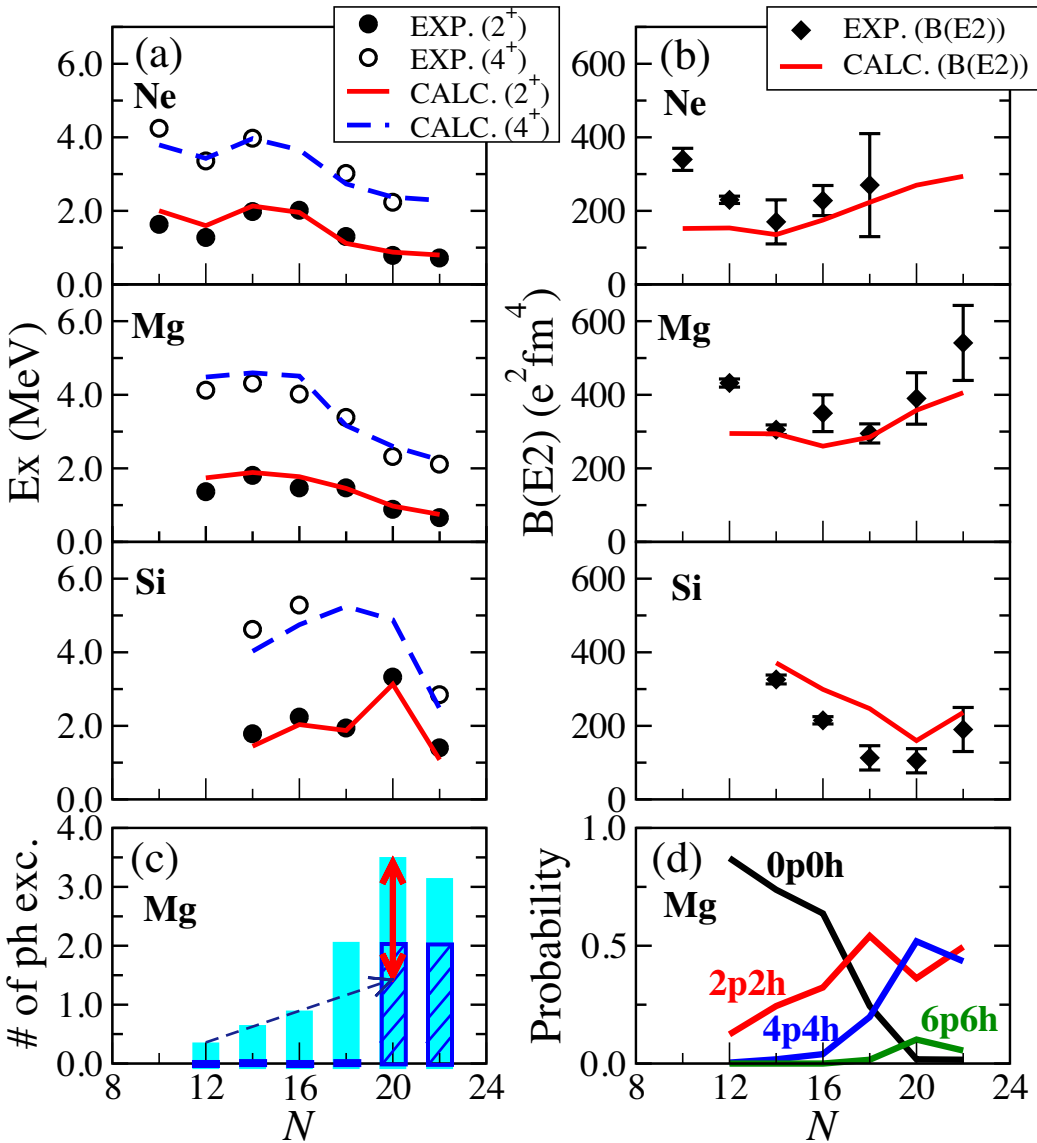 (a)
Ne
EXP. (2+)
EXP. (4+)
CALC. (2+)
CALC. (4+)
6.0
4.0
2.0
0.0
Mg
6.0
4.0
2.0
0.0
Si
6.0
4.0
2.0
0.0
Ex (MeV)
(c)
Mg
4.0
3.0
2.0
1.0
0.0
# of ph exc.
8 12 16 20 24
N
(b)
Ne
EXP. (B(E2))
CALC. (B(E2))
600
400
200
0
Mg
600
400
200
0
Si
600
400
200
0
B(E2) (e2fm4)
(d)
Mg
0p0h
2p2h
4p4h
6p6h
1.0
0.5
0.0
Probability
12 16 20 24
N